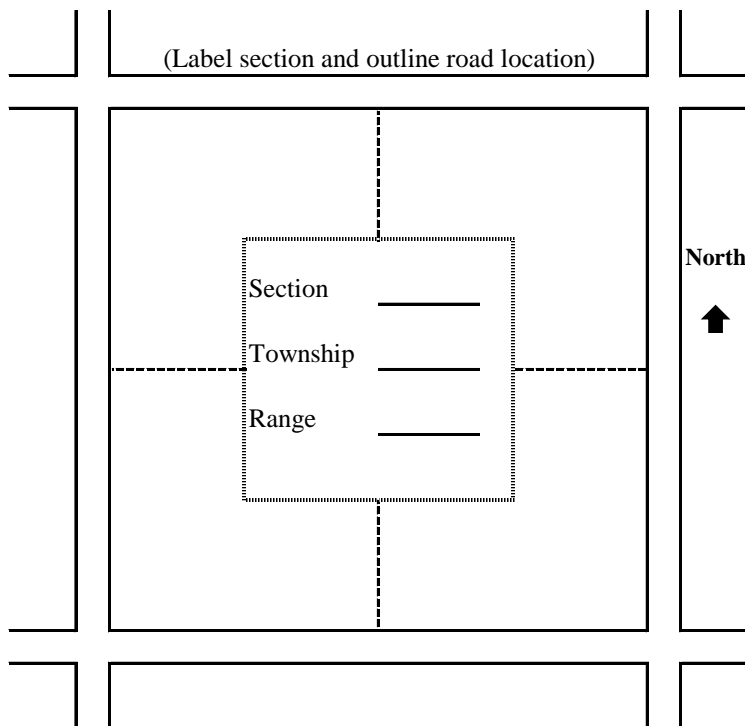 (Label section and outline road location)
North
Section
Township
Range